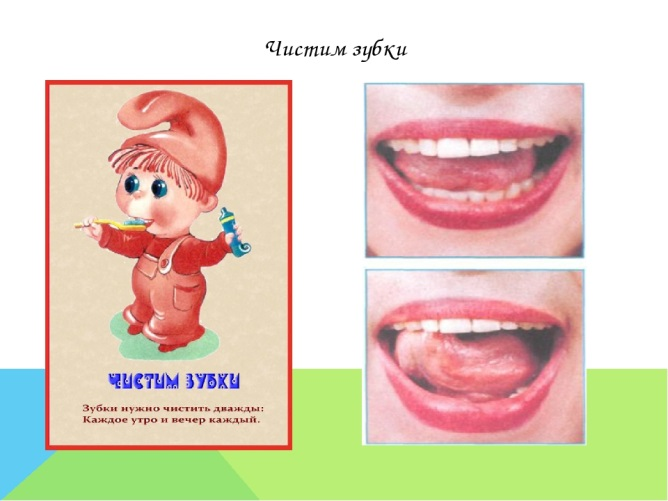 Чистим зубки
ЧИСТИМ ЗУБКИ
Зубки нужно чистить дважды:
Каждое утро и вечер каждый.